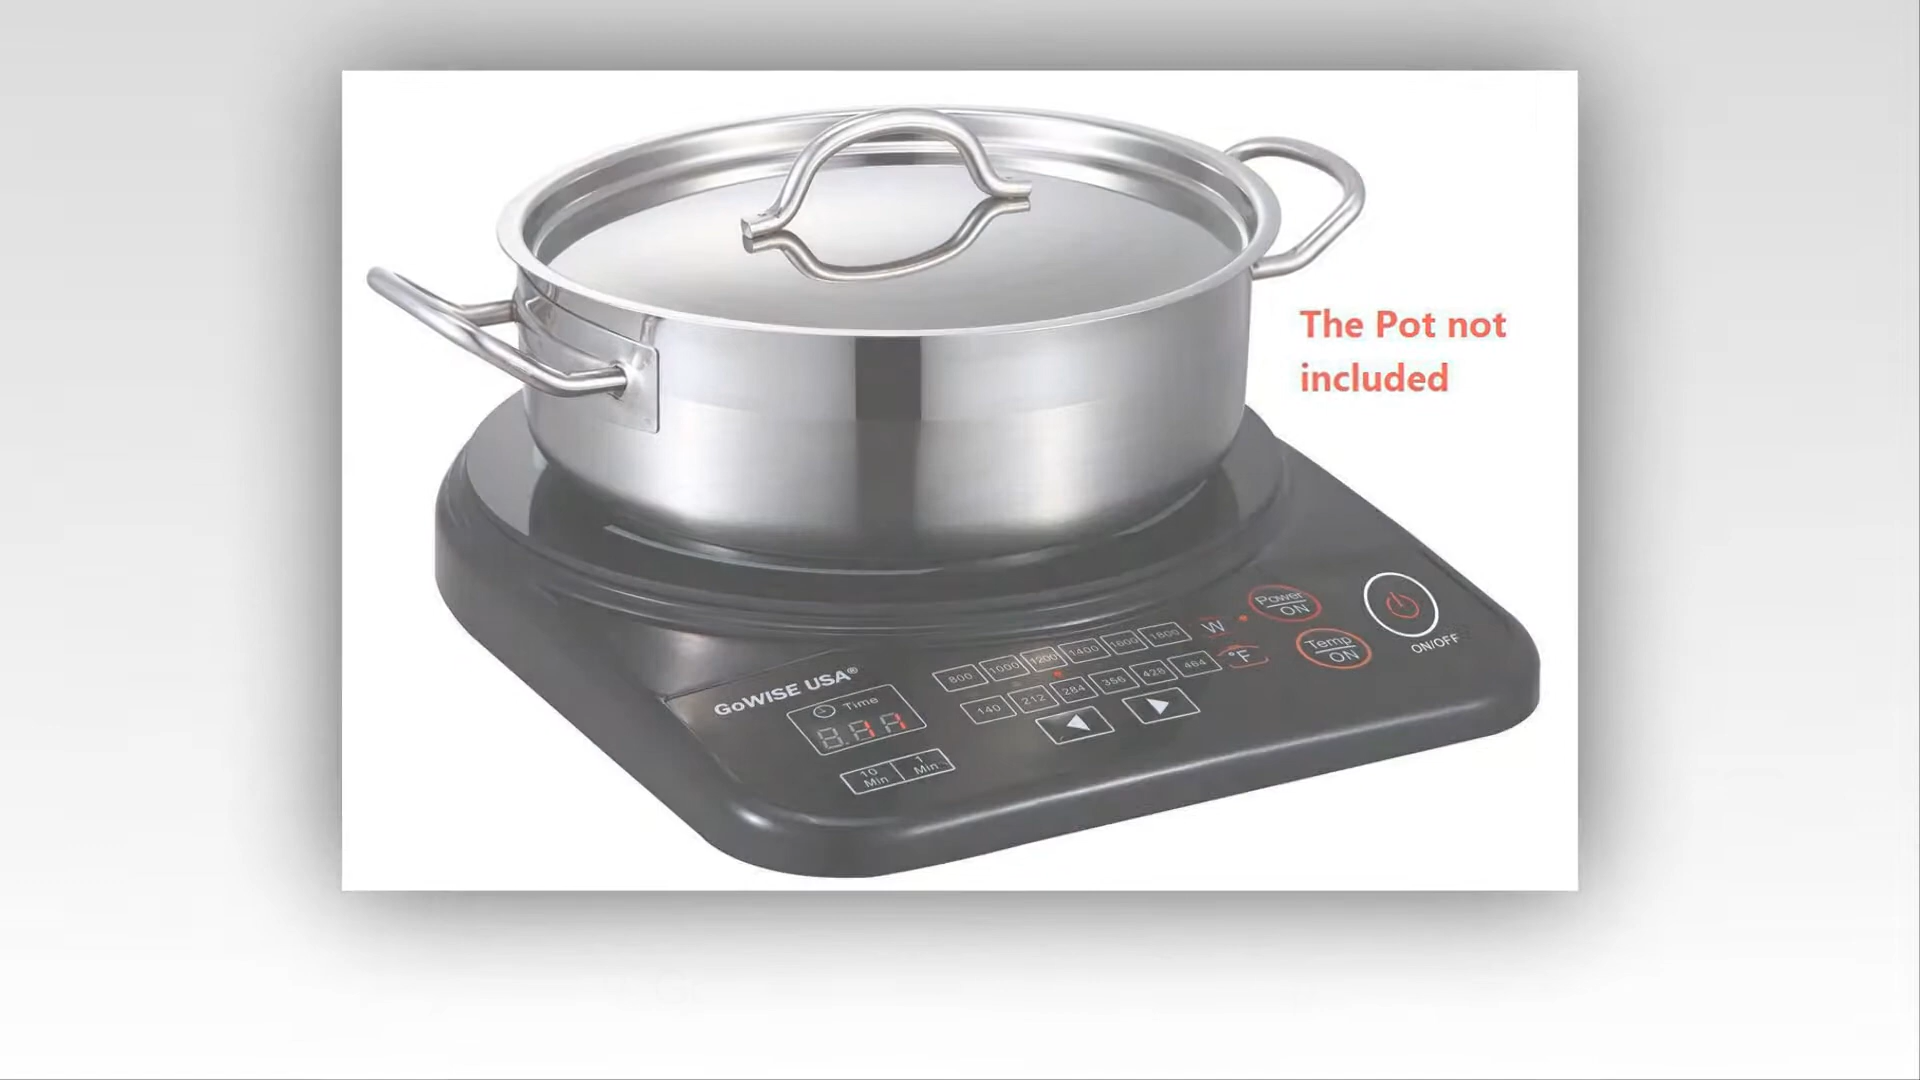 The Pot not
included
Power
ON
ON/OFF
Temp
ON
W
°F
800 1000 1200 1400 1600 1800
140 212 284 356 428 464
GoWISE USA®
Time
10
Min
1
Min